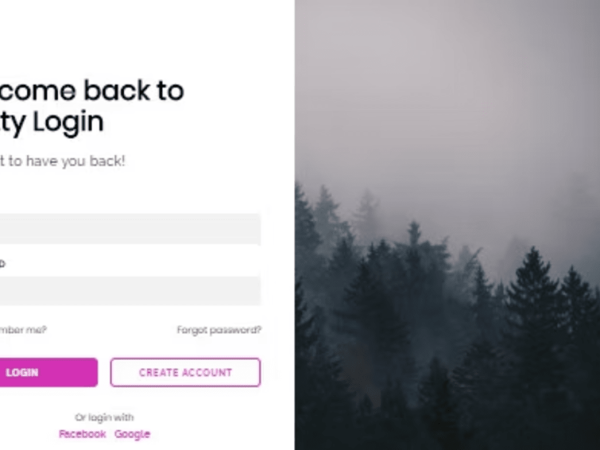 come back to
ty Login
t to have you back!
D
mber me?
Forgot password?
LOGIN
CREATE ACCOUNT
Or login with
Facebook Google